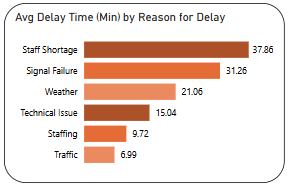 Avg Delay Time (Min) by Reason for Delay
Staff Shortage 37.86
Signal Failure 31.26
Weather 21.06
Technical Issue 15.04
Staffing 9.72
Traffic 6.99